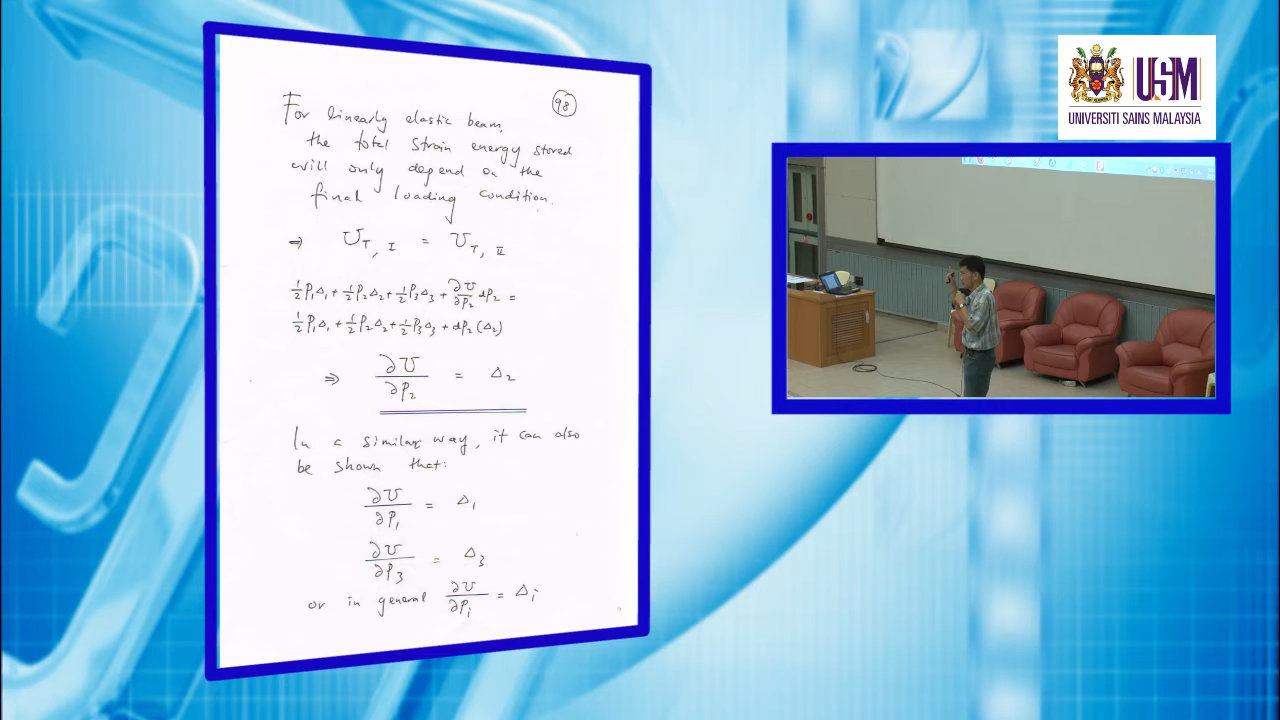 98
For linearly elastic beam,
the total strain energy stored
will only depend on the
final loading condition.
⇒ U_T, I = U_T, II
½P₁Δ₁ + ½P₂Δ₂ + ½P₃Δ₃ + ∂U/∂P₂ dP₂ =
½P₁Δ₁ + ½P₂Δ₂ + ½P₃Δ₃ + dP₂(Δ₂)
⇒ ∂U/∂P₂ = Δ₂
In a similar way, it can also
be shown that:
∂U/∂P₁ = Δ₁
∂U/∂P₃ = Δ₃
or in general ∂U/∂Pᵢ = Δᵢ
USM
UNIVERSITI SAINS MALAYSIA